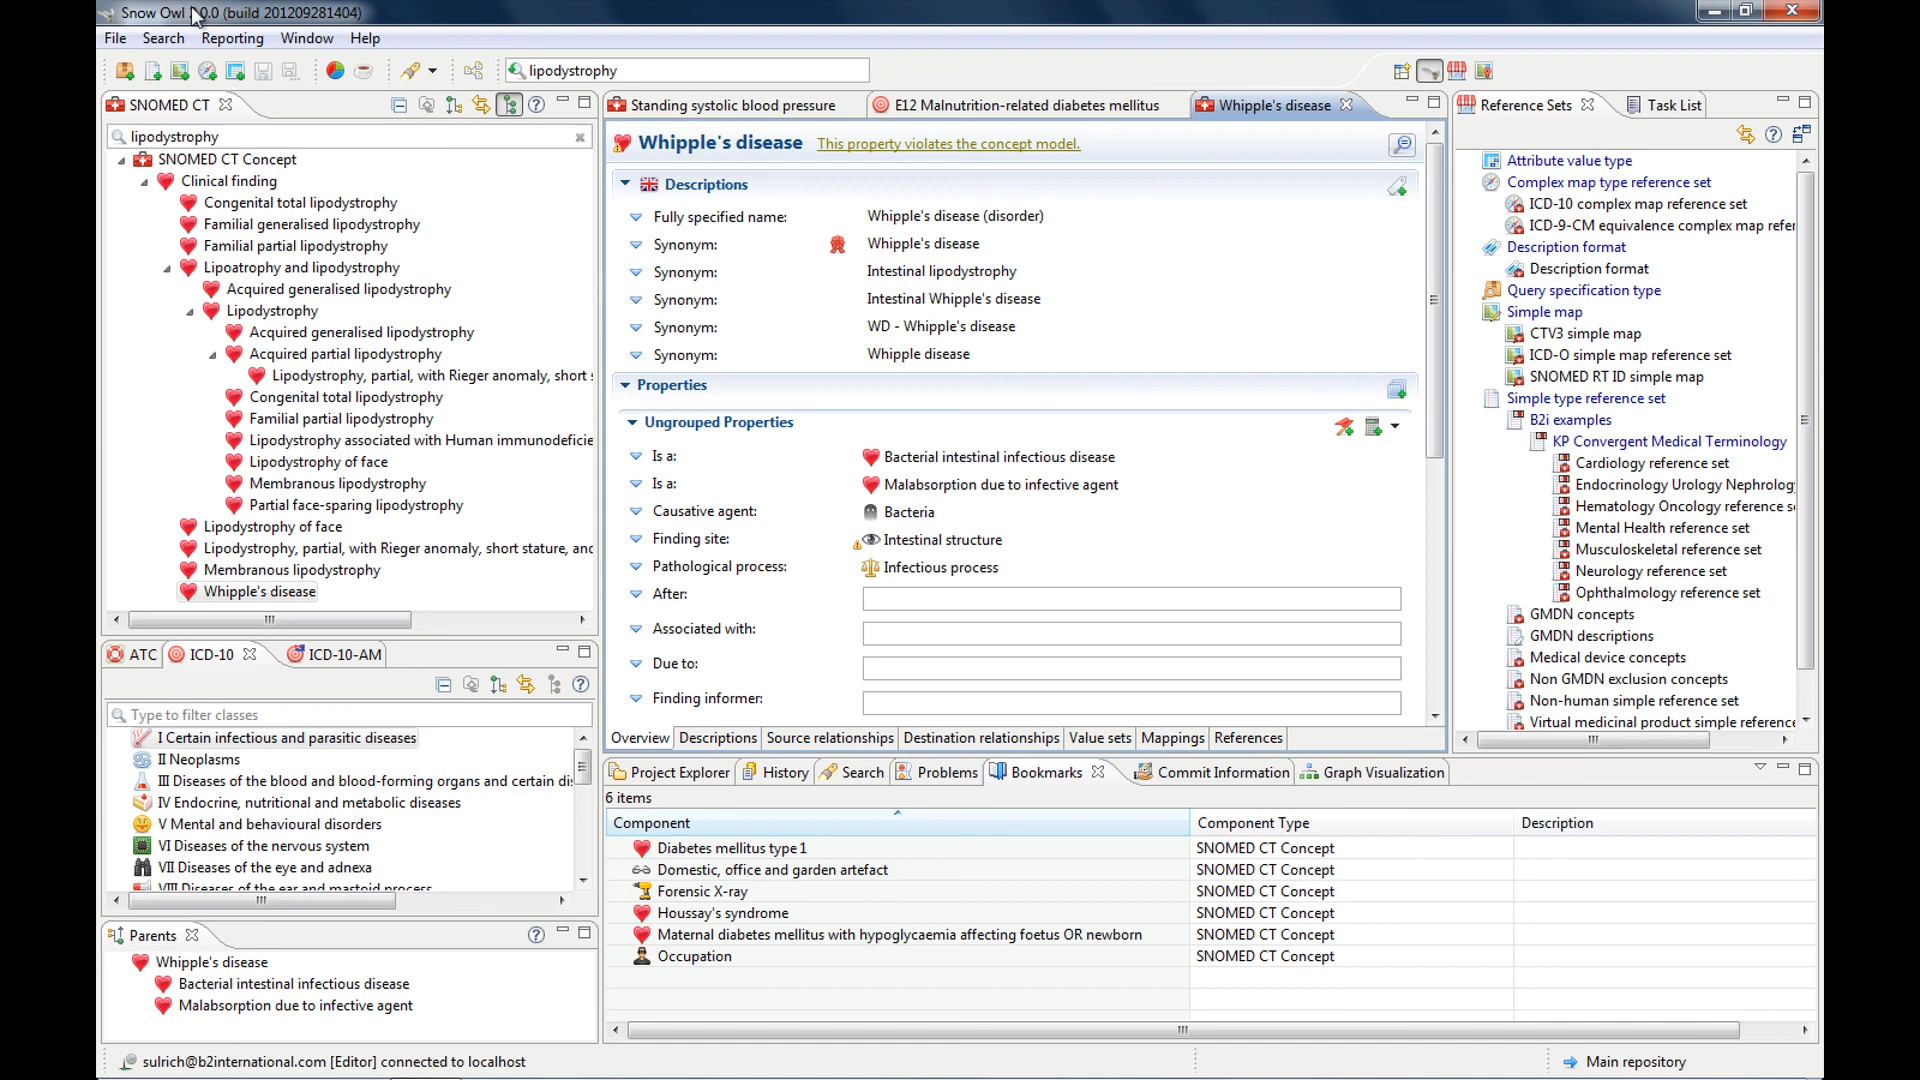 Snow Owl 3.0.0 (build 201209281404)
File Search Reporting Window Help
lipodystrophy
SNOMED CT
lipodystrophy
SNOMED CT Concept
Clinical finding
Congenital total lipodystrophy
Familial generalised lipodystrophy
Familial partial lipodystrophy
Lipoatrophy and lipodystrophy
Acquired generalised lipodystrophy
Lipodystrophy
Acquired generalised lipodystrophy
Acquired partial lipodystrophy
Lipodystrophy, partial, with Rieger anomaly, short s
Congenital total lipodystrophy
Familial partial lipodystrophy
Lipodystrophy associated with Human immunodeficie
Lipodystrophy of face
Membranous lipodystrophy
Partial face-sparing lipodystrophy
Lipodystrophy of face
Lipodystrophy, partial, with Rieger anomaly, short stature, and
Membranous lipodystrophy
Whipple's disease
ATC ICD-10 ICD-10-AM
Type to filter classes
I Certain infectious and parasitic diseases
II Neoplasms
III Diseases of the blood and blood-forming organs and certain dis
IV Endocrine, nutritional and metabolic diseases
V Mental and behavioural disorders
VI Diseases of the nervous system
VII Diseases of the eye and adnexa
VIII Diseases of the ear and mastoid process
Parents
Whipple's disease
Bacterial intestinal infectious disease
Malabsorption due to infective agent
Standing systolic blood pressure E12 Malnutrition-related diabetes mellitus Whipple's disease
Whipple's disease This property violates the concept model.
Descriptions
Fully specified name: Whipple's disease (disorder)
Synonym: Whipple's disease
Synonym: Intestinal lipodystrophy
Synonym: Intestinal Whipple's disease
Synonym: WD - Whipple's disease
Synonym: Whipple disease
Properties
Ungrouped Properties
Is a: Bacterial intestinal infectious disease
Is a: Malabsorption due to infective agent
Causative agent: Bacteria
Finding site: Intestinal structure
Pathological process: Infectious process
After:
Associated with:
Due to:
Finding informer:
Overview Descriptions Source relationships Destination relationships Value sets Mappings References
Project Explorer History Search Problems Bookmarks Commit Information Graph Visualization
6 items
Component Component Type Description
Diabetes mellitus type 1 SNOMED CT Concept
Domestic, office and garden artefact SNOMED CT Concept
Forensic X-ray SNOMED CT Concept
Houssay's syndrome SNOMED CT Concept
Maternal diabetes mellitus with hypoglycaemia affecting foetus OR newborn SNOMED CT Concept
Occupation SNOMED CT Concept
Reference Sets Task List
Attribute value type
Complex map type reference set
ICD-10 complex map reference set
ICD-9-CM equivalence complex map refer
Description format
Description format
Query specification type
Simple map
CTV3 simple map
ICD-O simple map reference set
SNOMED RT ID simple map
Simple type reference set
B2i examples
KP Convergent Medical Terminology
Cardiology reference set
Endocrinology Urology Nephrology
Hematology Oncology reference se
Mental Health reference set
Musculoskeletal reference set
Neurology reference set
Ophthalmology reference set
GMDN concepts
GMDN descriptions
Medical device concepts
Non GMDN exclusion concepts
Non-human simple reference set
Virtual medicinal product simple reference
sulrich@b2international.com [Editor] connected to localhost
Main repository